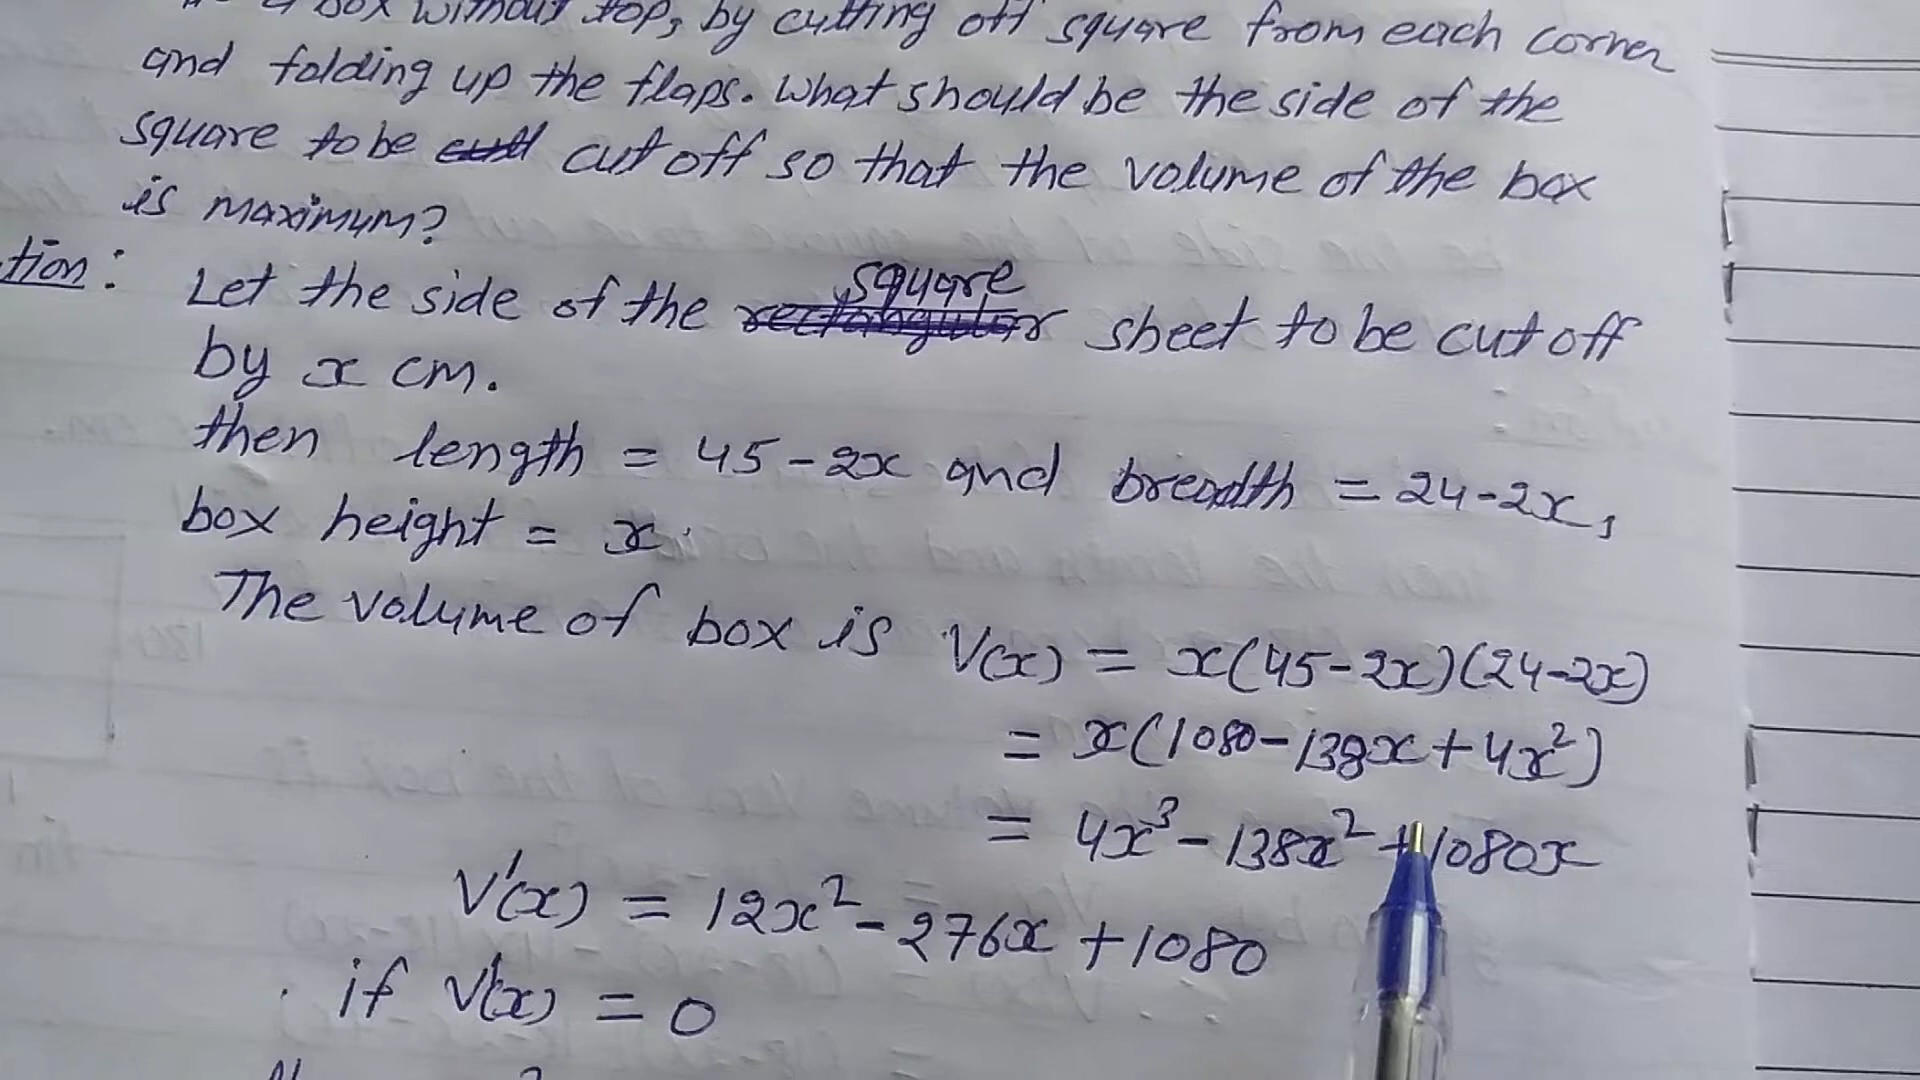 a box without top, by cutting off square from each corner
and folding up the flaps. What should be the side of the
square to be cut off so that the volume of the box
is maximum?
tion:
Let the side of the square sheet to be cut off
by x cm.
then length = 45-2x and breadth = 24-2x,
box height = x.
The volume of box is V(x) = x(45-2x)(24-2x)
= x(1080-138x+4x²)
= 4x³-138x²+1080x
V'(x) = 12x²-276x+1080
if V'(x) = 0